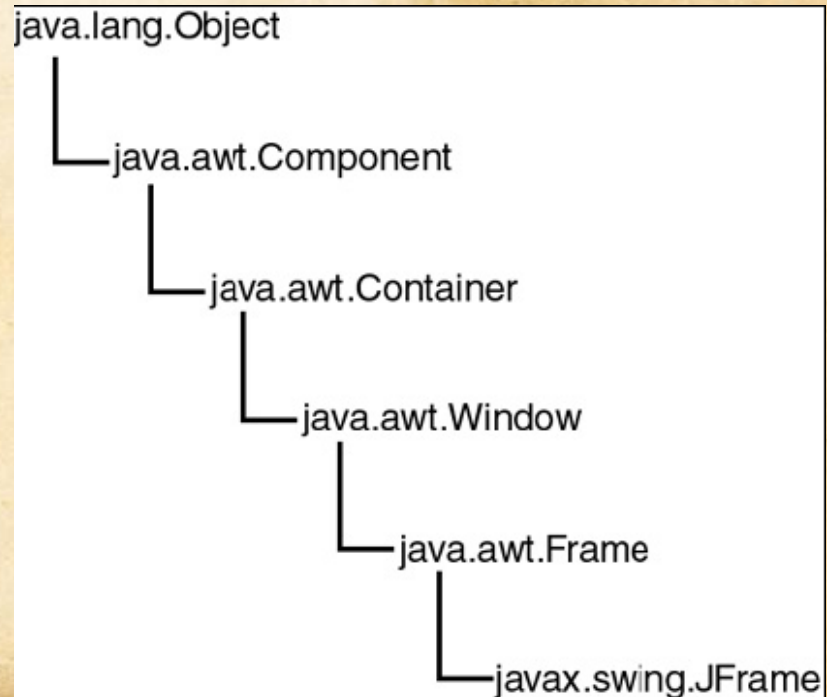 java.lang.Object
java.awt.Component
java.awt.Container
java.awt.Window
java.awt.Frame
javax.swing.JFrame